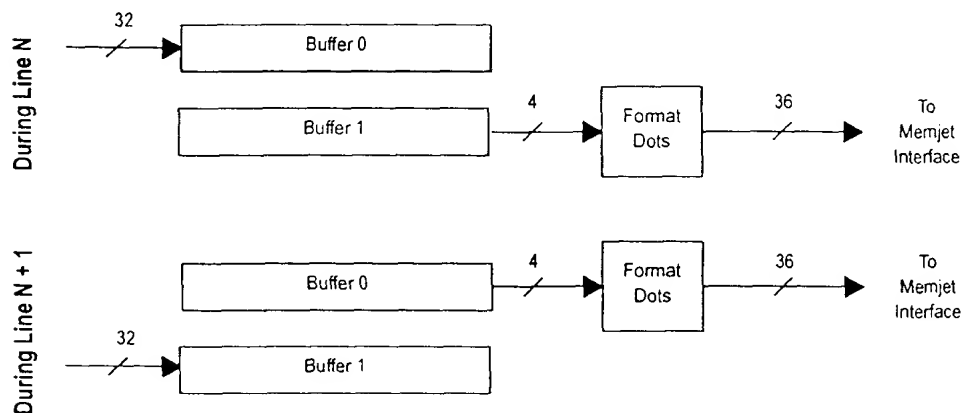 During Line N
32
Buffer 0
Buffer 1
4
Format
Dots
36
To
Memjet
Interface
During Line N + 1
Buffer 0
4
Format
Dots
36
To
Memjet
Interface
32
Buffer 1